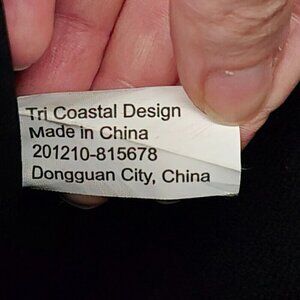 Tri Coastal Design
Made in China
201210-815678
Dongguan City, China